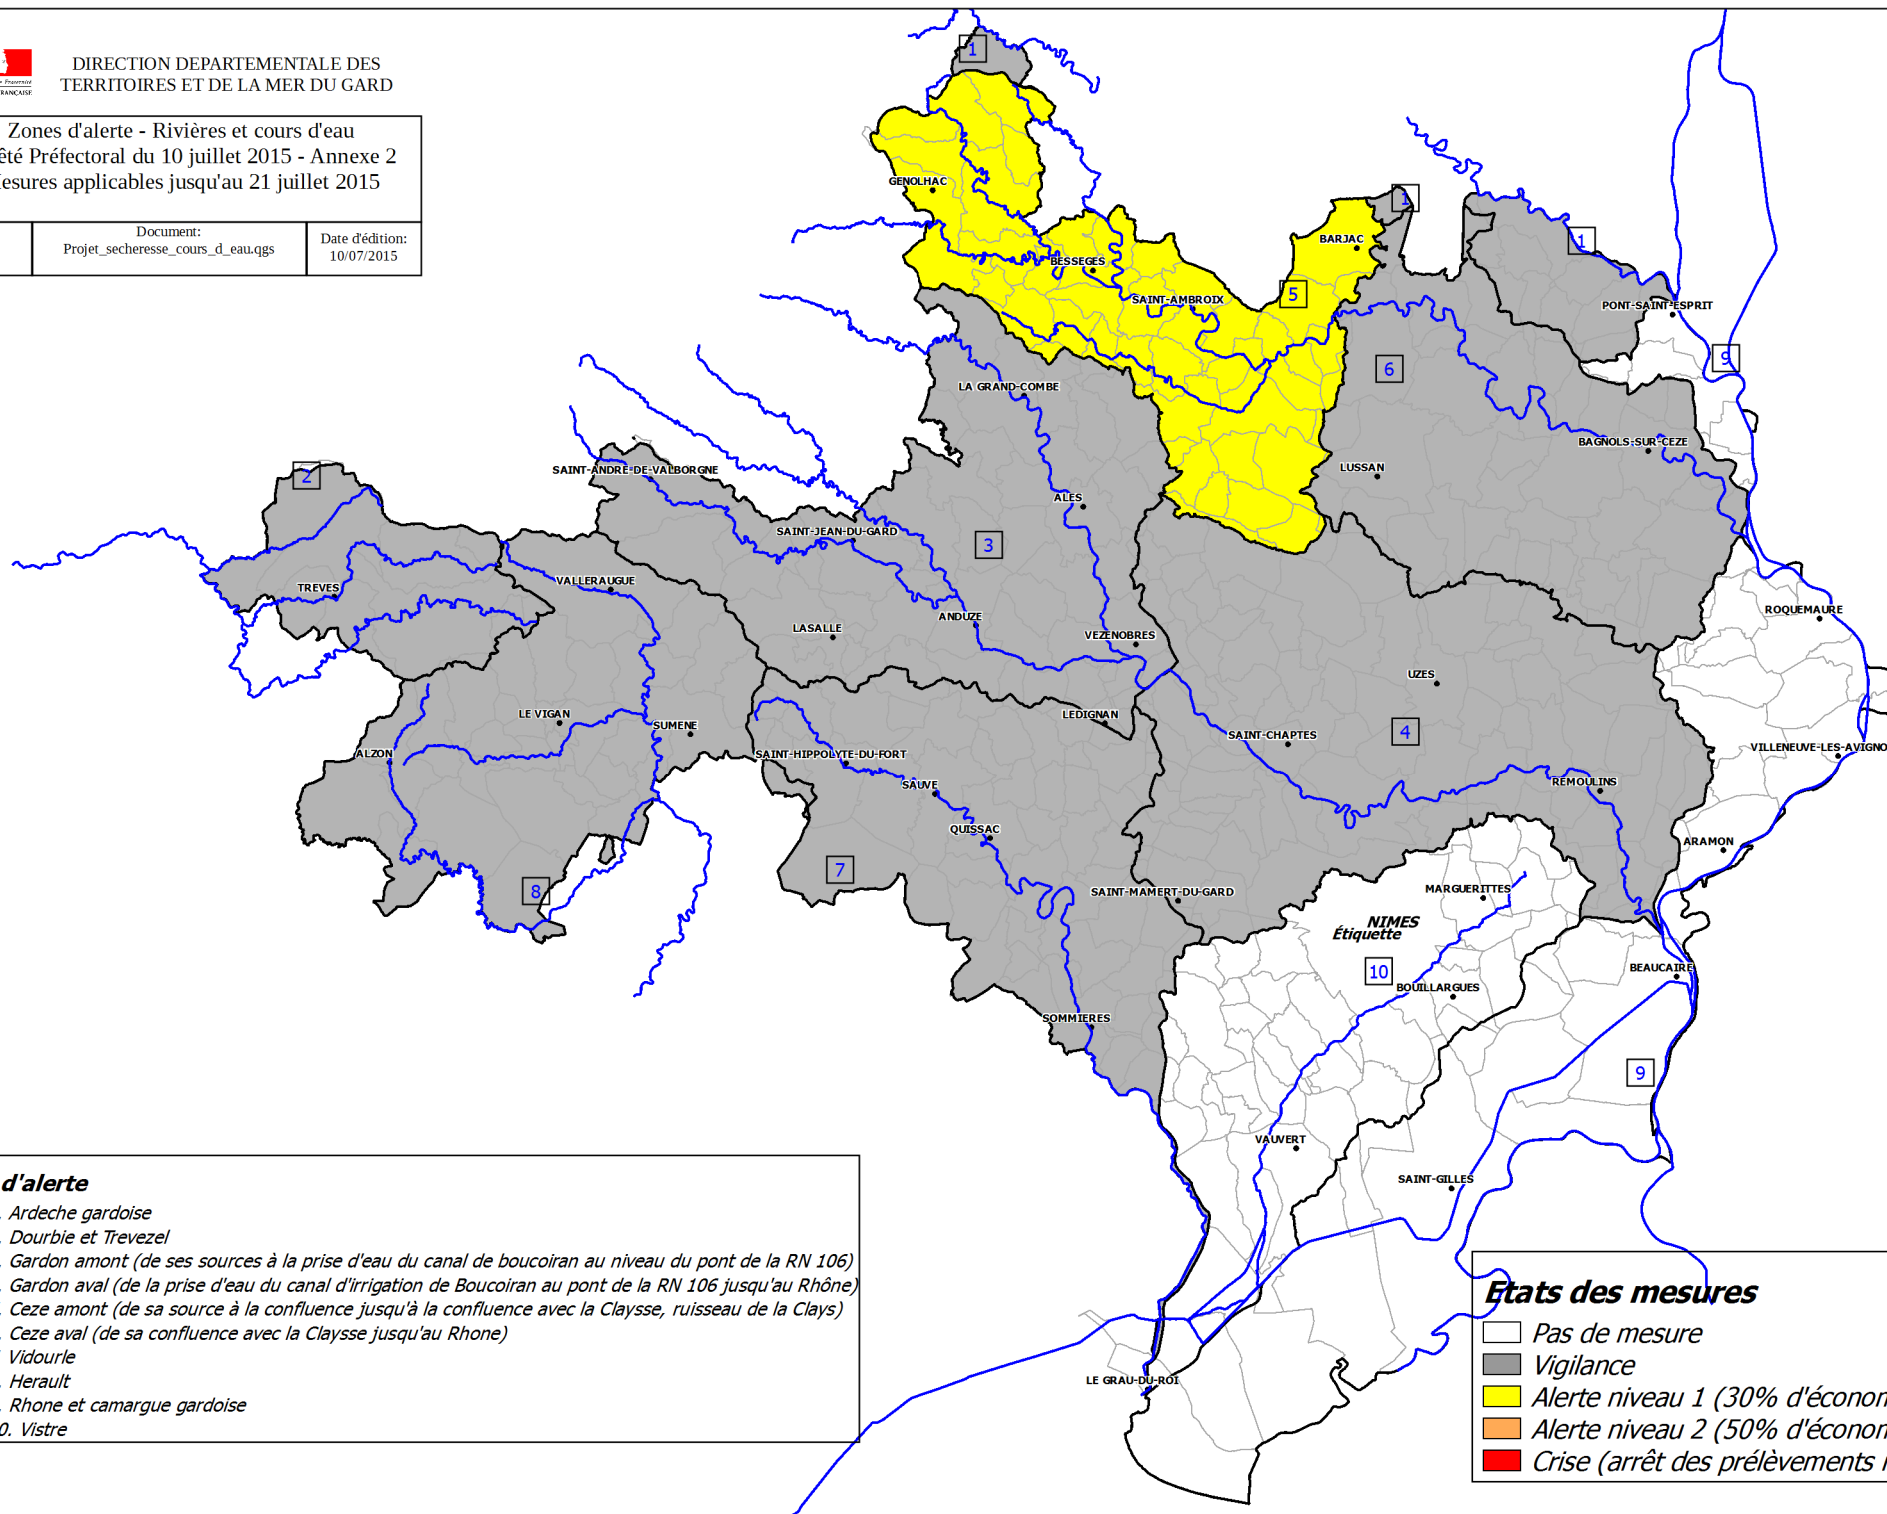 DIRECTION DEPARTEMENTALE DES
TERRITOIRES ET DE LA MER DU GARD
Zones d'alerte - Rivières et cours d'eau
êté Préfectoral du 10 juillet 2015 - Annexe 2
esures applicables jusqu'au 21 juillet 2015
Document:
Projet_secheresse_cours_d_eau.qgs
Date d'édition:
10/07/2015
1
GENOLHAC
1
BARJAC
1
BESSEGES
5
SAINT-AMBROIX
PONT-SAINT-ESPRIT
9
6
LA GRAND-COMBE
BAGNOLS-SUR-CEZE
LUSSAN
SAINT-ANDRE-DE-VALBORGNE
2
ALES
SAINT-JEAN-DU-GARD
3
VALLERAUGUE
TREVES
ROQUEMAURE
ANDUZE
LASALLE
VEZENOBRES
UZES
LE VIGAN
LEDIGNAN
SUMENE
SAINT-CHAPTES
4
VILLENEUVE-LES-AVIGNO
ALZON
SAINT-HIPPOLYTE-DU-FORT
REMOULINS
SAUVE
QUISSAC
ARAMON
7
8
SAINT-MAMERT-DU-GARD
MARGUERITTES
NIMES
Étiquette
10
BEAUCAIRE
BOUILLARGUES
SOMMIERES
9
VAUVERT
SAINT-GILLES
LE GRAU-DU-ROI
d'alerte
. Ardeche gardoise
. Dourbie et Trevezel
. Gardon amont (de ses sources à la prise d'eau du canal de boucoiran au niveau du pont de la RN 106)
. Gardon aval (de la prise d'eau du canal d'irrigation de Boucoiran au pont de la RN 106 jusqu'au Rhône)
. Ceze amont (de sa source à la confluence jusqu'à la confluence avec la Claysse, ruisseau de la Clays)
. Ceze aval (de sa confluence avec la Claysse jusqu'au Rhone)
Vidourle
. Herault
. Rhone et camargue gardoise
0. Vistre
Etats des mesures
Pas de mesure
Vigilance
Alerte niveau 1 (30% d'économ
Alerte niveau 2 (50% d'économ
Crise (arrêt des prélèvements